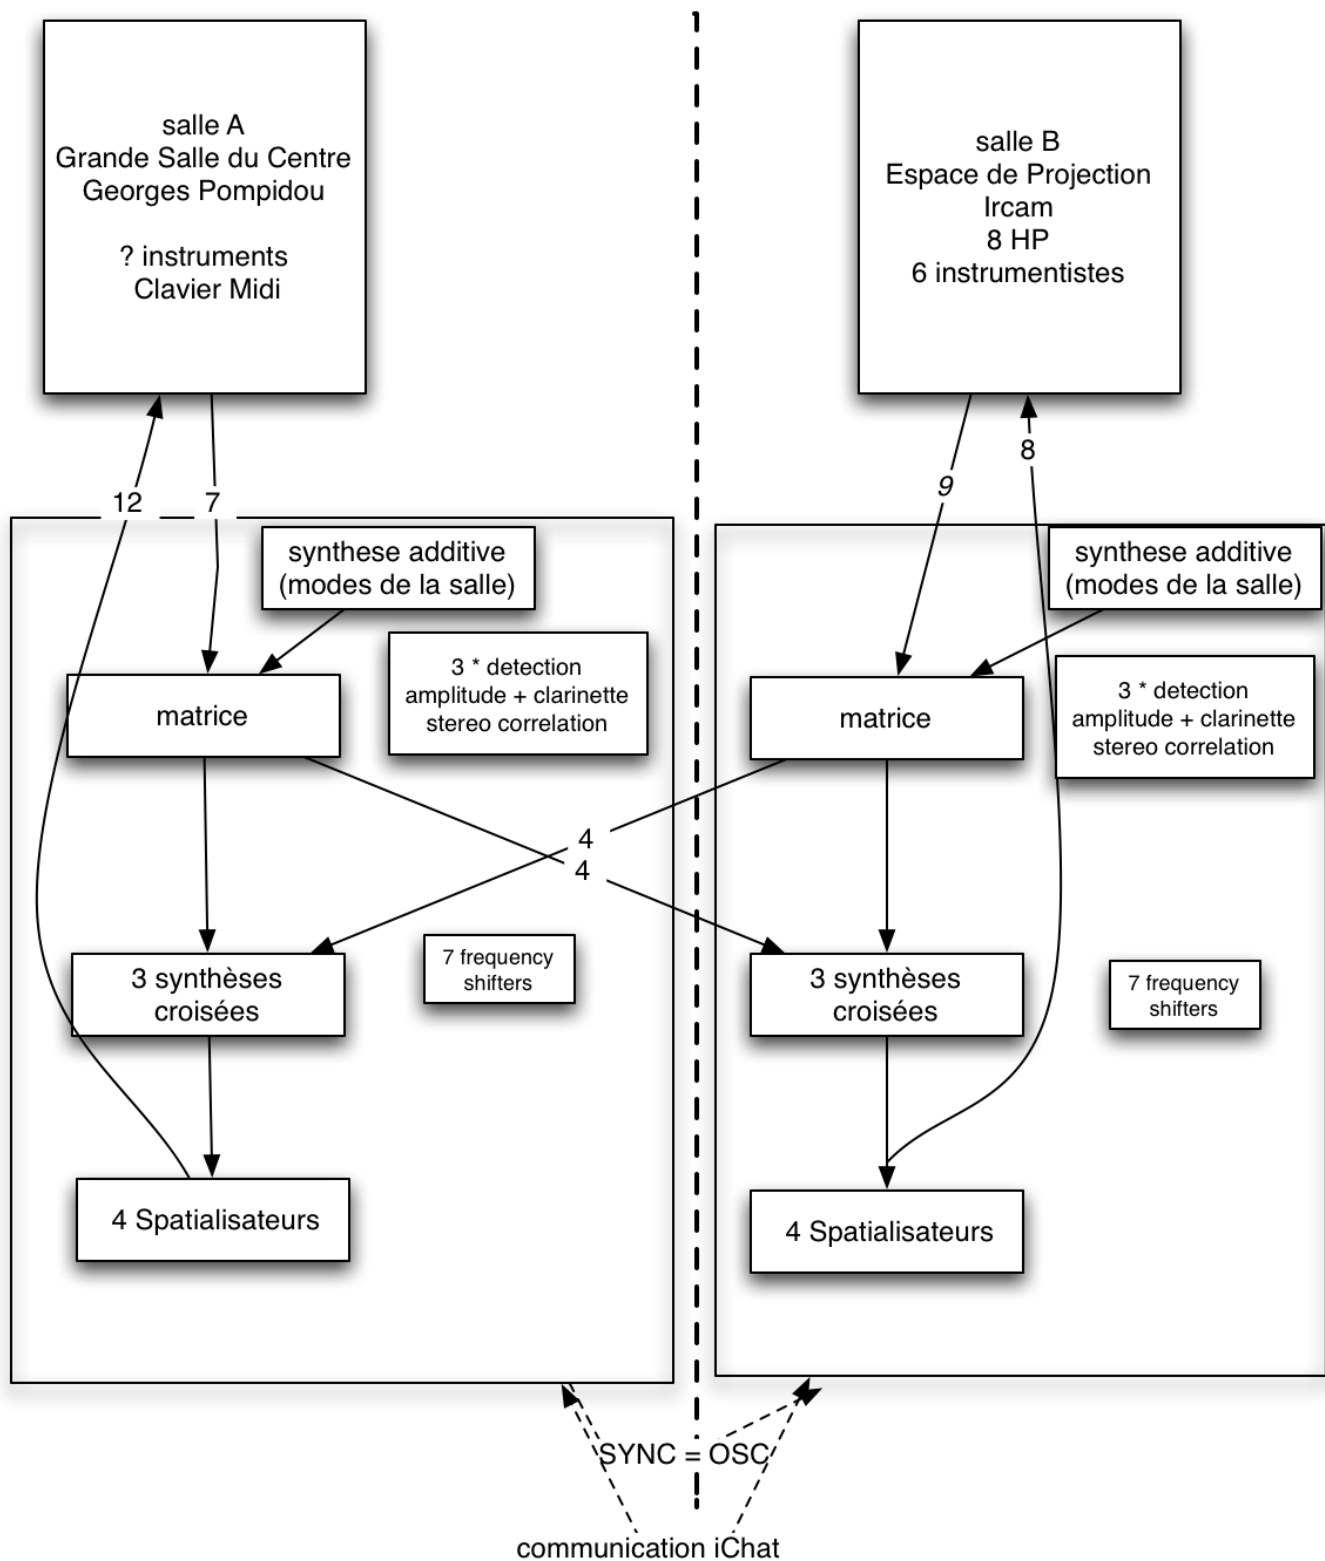 salle A
Grande Salle du Centre
Georges Pompidou
? instruments
Clavier Midi
salle B
Espace de Projection
Ircam
8 HP
6 instrumentistes
12
7
9
8
synthese additive
(modes de la salle)
3 * detection
amplitude + clarinette
stereo correlation
matrice
synthese additive
(modes de la salle)
3 * detection
amplitude + clarinette
stereo correlation
matrice
4
4
3 synthèses
croisées
7 frequency
shifters
3 synthèses
croisées
7 frequency
shifters
4 Spatialisateurs
4 Spatialisateurs
SYNC = OSC
communication iChat